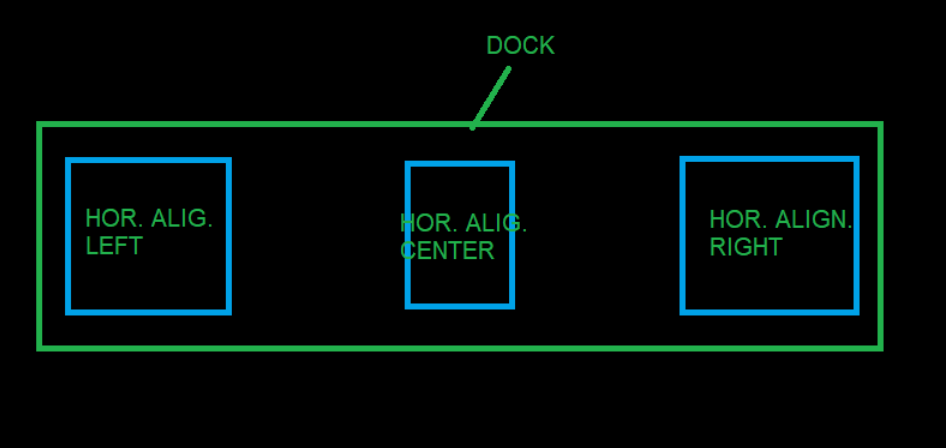 DOCK
HOR. ALIG.
LEFT
HOR. ALIG.
CENTER
HOR. ALIGN.
RIGHT